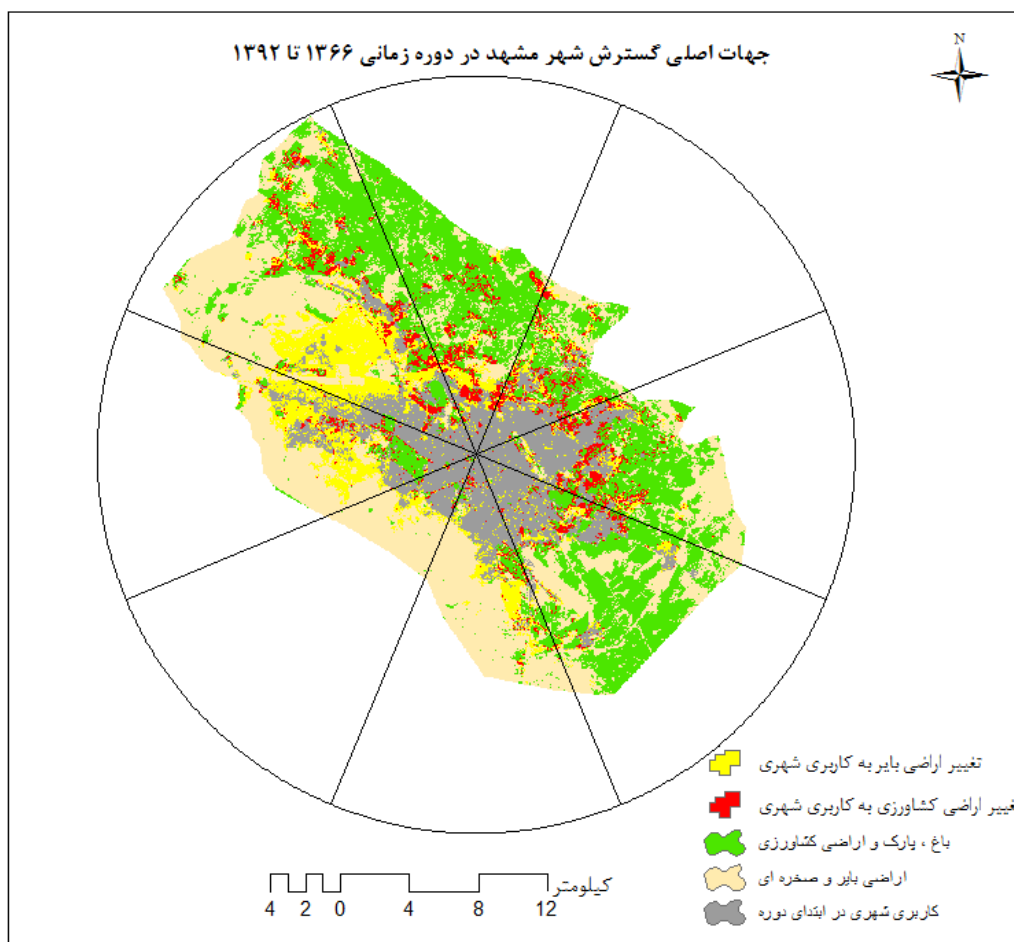 جهات اصلی گسترش شهر مشهد در دوره زمانی ۱۳۶۶ تا ۱۳۹۲
N
تغییر اراضی بایر به کاربری شهری
غییر اراضی کشاورزی به کاربری شهری
باغ ، پارک و اراضی کشاورزی
اراضی بایر و صخره ای
کاربری شهری در ابتدای دوره
کیلومتر
4 2 0 4 8 12